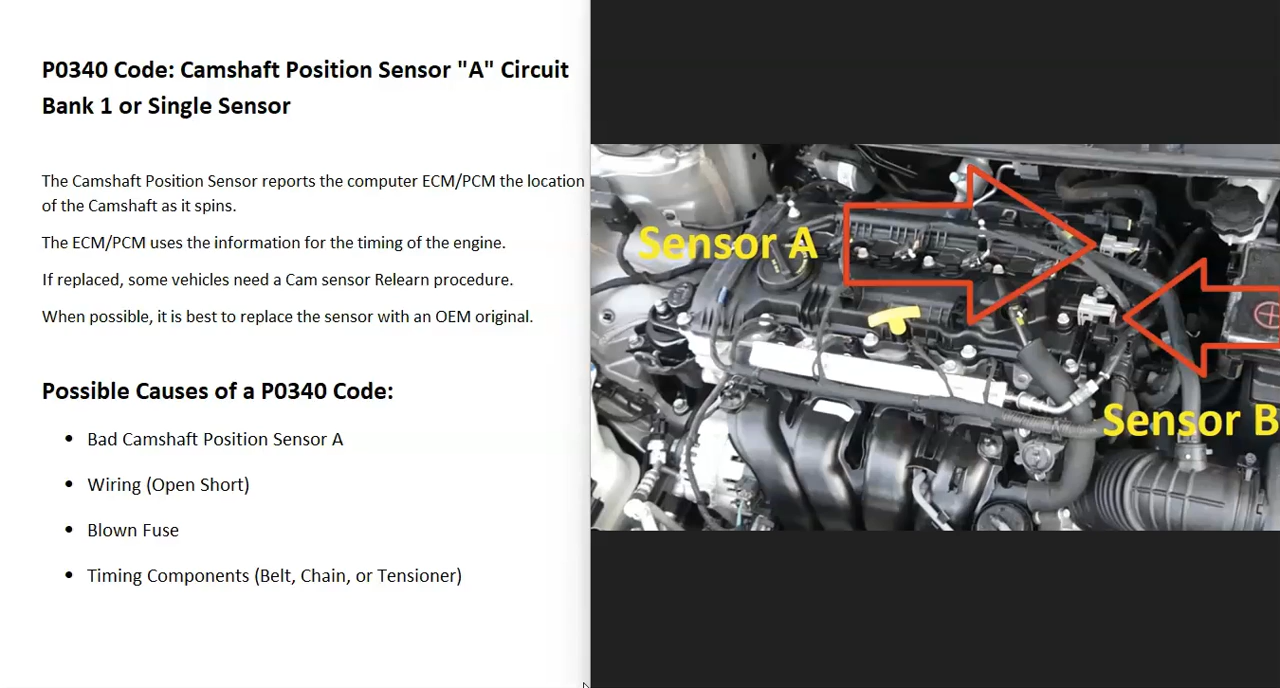 P0340 Code: Camshaft Position Sensor "A" Circuit
Bank 1 or Single Sensor
The Camshaft Position Sensor reports the computer ECM/PCM the location
of the Camshaft as it spins.
The ECM/PCM uses the information for the timing of the engine.
If replaced, some vehicles need a Cam sensor Relearn procedure.
When possible, it is best to replace the sensor with an OEM original.
Possible Causes of a P0340 Code:
• Bad Camshaft Position Sensor A
• Wiring (Open Short)
• Blown Fuse
• Timing Components (Belt, Chain, or Tensioner)
Sensor A
Sensor B